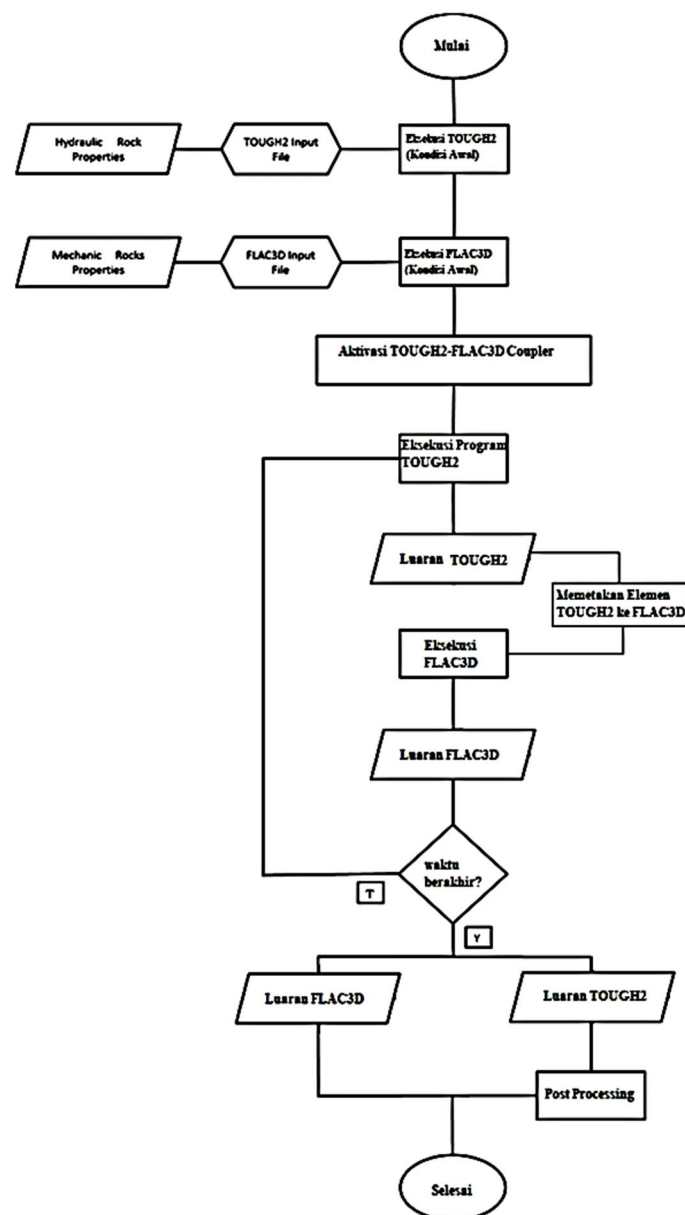 Mulai
Hydraulic Rock
Properties
TOUGH2 Input
File
Eksekusi TOUGH2
(Kondisi Awal)
Mechanic Rocks
Properties
FLAC3D Input
File
Eksekusi FLAC3D
(Kondisi Awal)
Aktivasi TOUGH2-FLAC3D Coupler
Eksekusi Program
TOUGH2
Luaran TOUGH2
Memetakan Elemen
TOUGH2 ke FLAC3D
Eksekusi
FLAC3D
Luaran FLAC3D
waktu
berakhir?
T
Y
Luaran FLAC3D
Luaran TOUGH2
Post Processing
Selesai